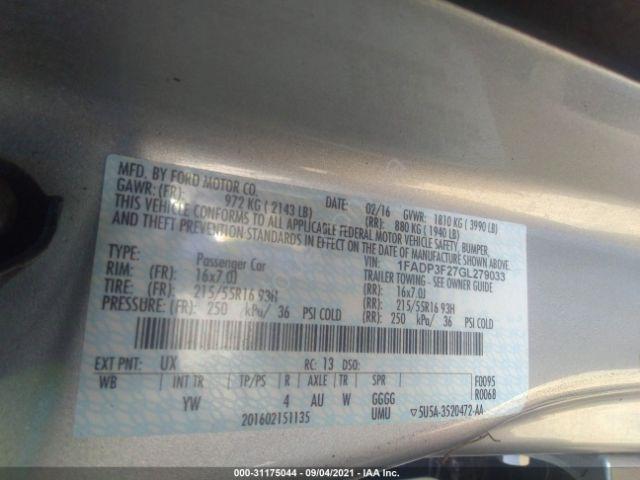 MFD. BY FORD MOTOR CO.
DATE: 02/16 GVWR: 1810 KG ( 3990 LB)
GAWR: (FR): 972 KG ( 2143 LB) (RR): 880 KG ( 1940 LB)
THIS VEHICLE CONFORMS TO ALL APPLICABLE FEDERAL MOTOR VEHICLE SAFETY, BUMPER,
AND THEFT PREVENTION STANDARDS IN EFFECT ON THE DATE OF MANUFACTURE SHOWN ABOVE.
VIN: 1FADP3F27GL279033
TYPE: Passenger Car TRAILER TOWING - SEE OWNER GUIDE
RIM: (FR): 16x7.0J (RR): 16x7.0J
TIRE: (FR): 215/55R16 93H (RR): 215/55R16 93H
PRESSURE: (FR): 250 kPa/ 36 PSI COLD (RR): 250 kPa/ 36 PSI COLD
EXT PNT: UX RC: 13 DSO:
WB INT TR TP/PS R AXLE TR SPR F0095
YW 4 AU W GGGG R0068
201602151135 UMU ▽5U5A-3520472-AA
000-31175044 - 09/04/2021 - IAA Inc.